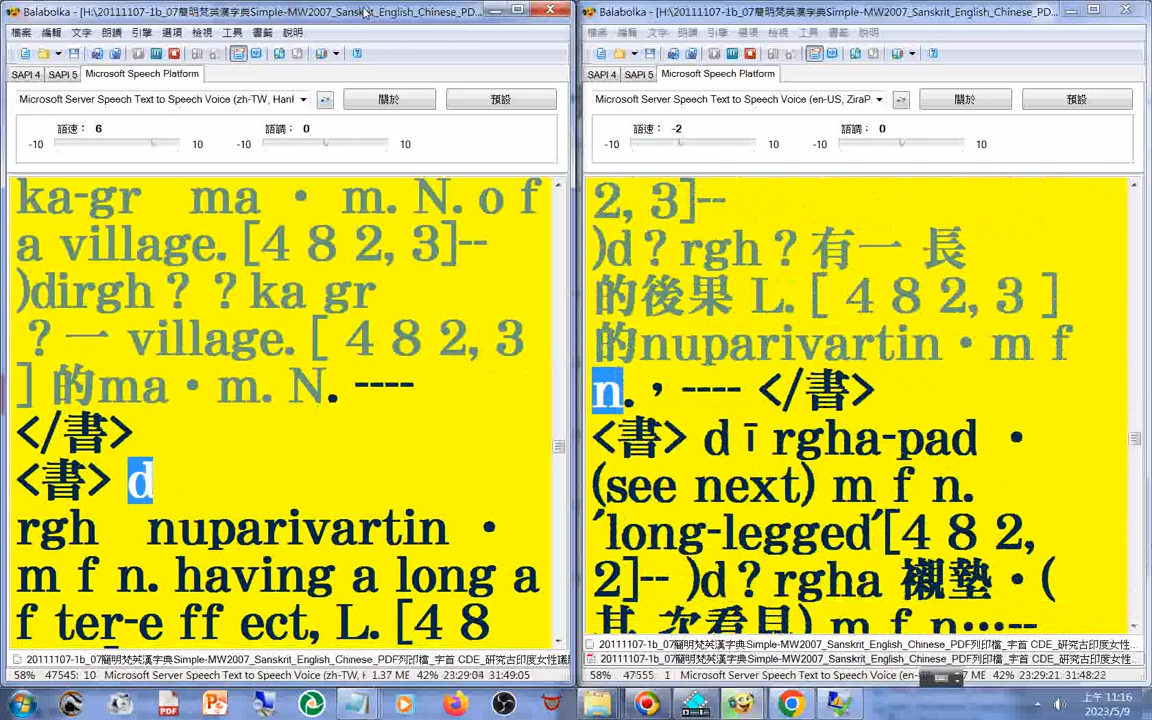 Balabolka - [H:\20111107-1b_07簡明梵英漢字典Simple-MW2007_Sanskrit_English_Chinese_PD...
檔案 編輯 文字 朗讀 引擎 選項 檢視 工具 書籤 說明
SAPI 4 SAPI 5 Microsoft Speech Platform
Microsoft Server Speech Text to Speech Voice (zh-TW, Hanl
關於 預設
語速: 6 語調: 0
-10 10 -10 10
ka-gr ma · m. N. o f
a village. [4 8 2, 3]--
)dirgh ? ? ka gr
? 一 village. [ 4 8 2, 3
] 的ma · m. N. ----
</書>
<書> d
rgh nuparivartin ·
m f n. having a long a
f ter-e ff ect, L. [4 8
20111107-1b_07簡明梵英漢字典Simple-MW2007_Sanskrit_English_Chinese_PDF列印檔_字首 CDE_研究古印度女性議
58% 47545: 10 Microsoft Server Speech Text to Speech Voice (zh-TW, H 1.37 MB 42% 23:29:04 31:49:05
Balabolka - [H:\20111107-1b_07簡明梵英漢字典Simple-MW2007_Sanskrit_English_Chinese_PD...
檔案 編輯 文字 朗讀 引擎 選項 檢視 工具 書籤 說明
SAPI 4 SAPI 5 Microsoft Speech Platform
Microsoft Server Speech Text to Speech Voice (en-US, ZiraP
關於 預設
語速: -2 語調: 0
-10 10 -10 10
2, 3]--
)d ? rgh ? 有一 長
的後果 L. [ 4 8 2, 3 ]
的nuparivartin · m f
n. , ---- </書>
<書> d ī rgha-pad ·
(see next) m f n.
'long-legged'[4 8 2,
2]-- )d ? rgha 襯墊 · (
其 次看見) m f n...--
20111107-1b_07簡明梵英漢字典Simple-MW2007_Sanskrit_English_Chinese_PDF列印檔_字首 CDE_研究古印度女性
20111107-1b_07簡明梵英漢字典Simple-MW2007_Sanskrit_English_Chinese_PDF列印檔_字首 CDE_研究古印度女性...
58% 47555: 1 Microsoft Server Speech Text to Speech 42% 23:29:21 31:48:22
上午 11:16
2023/5/9